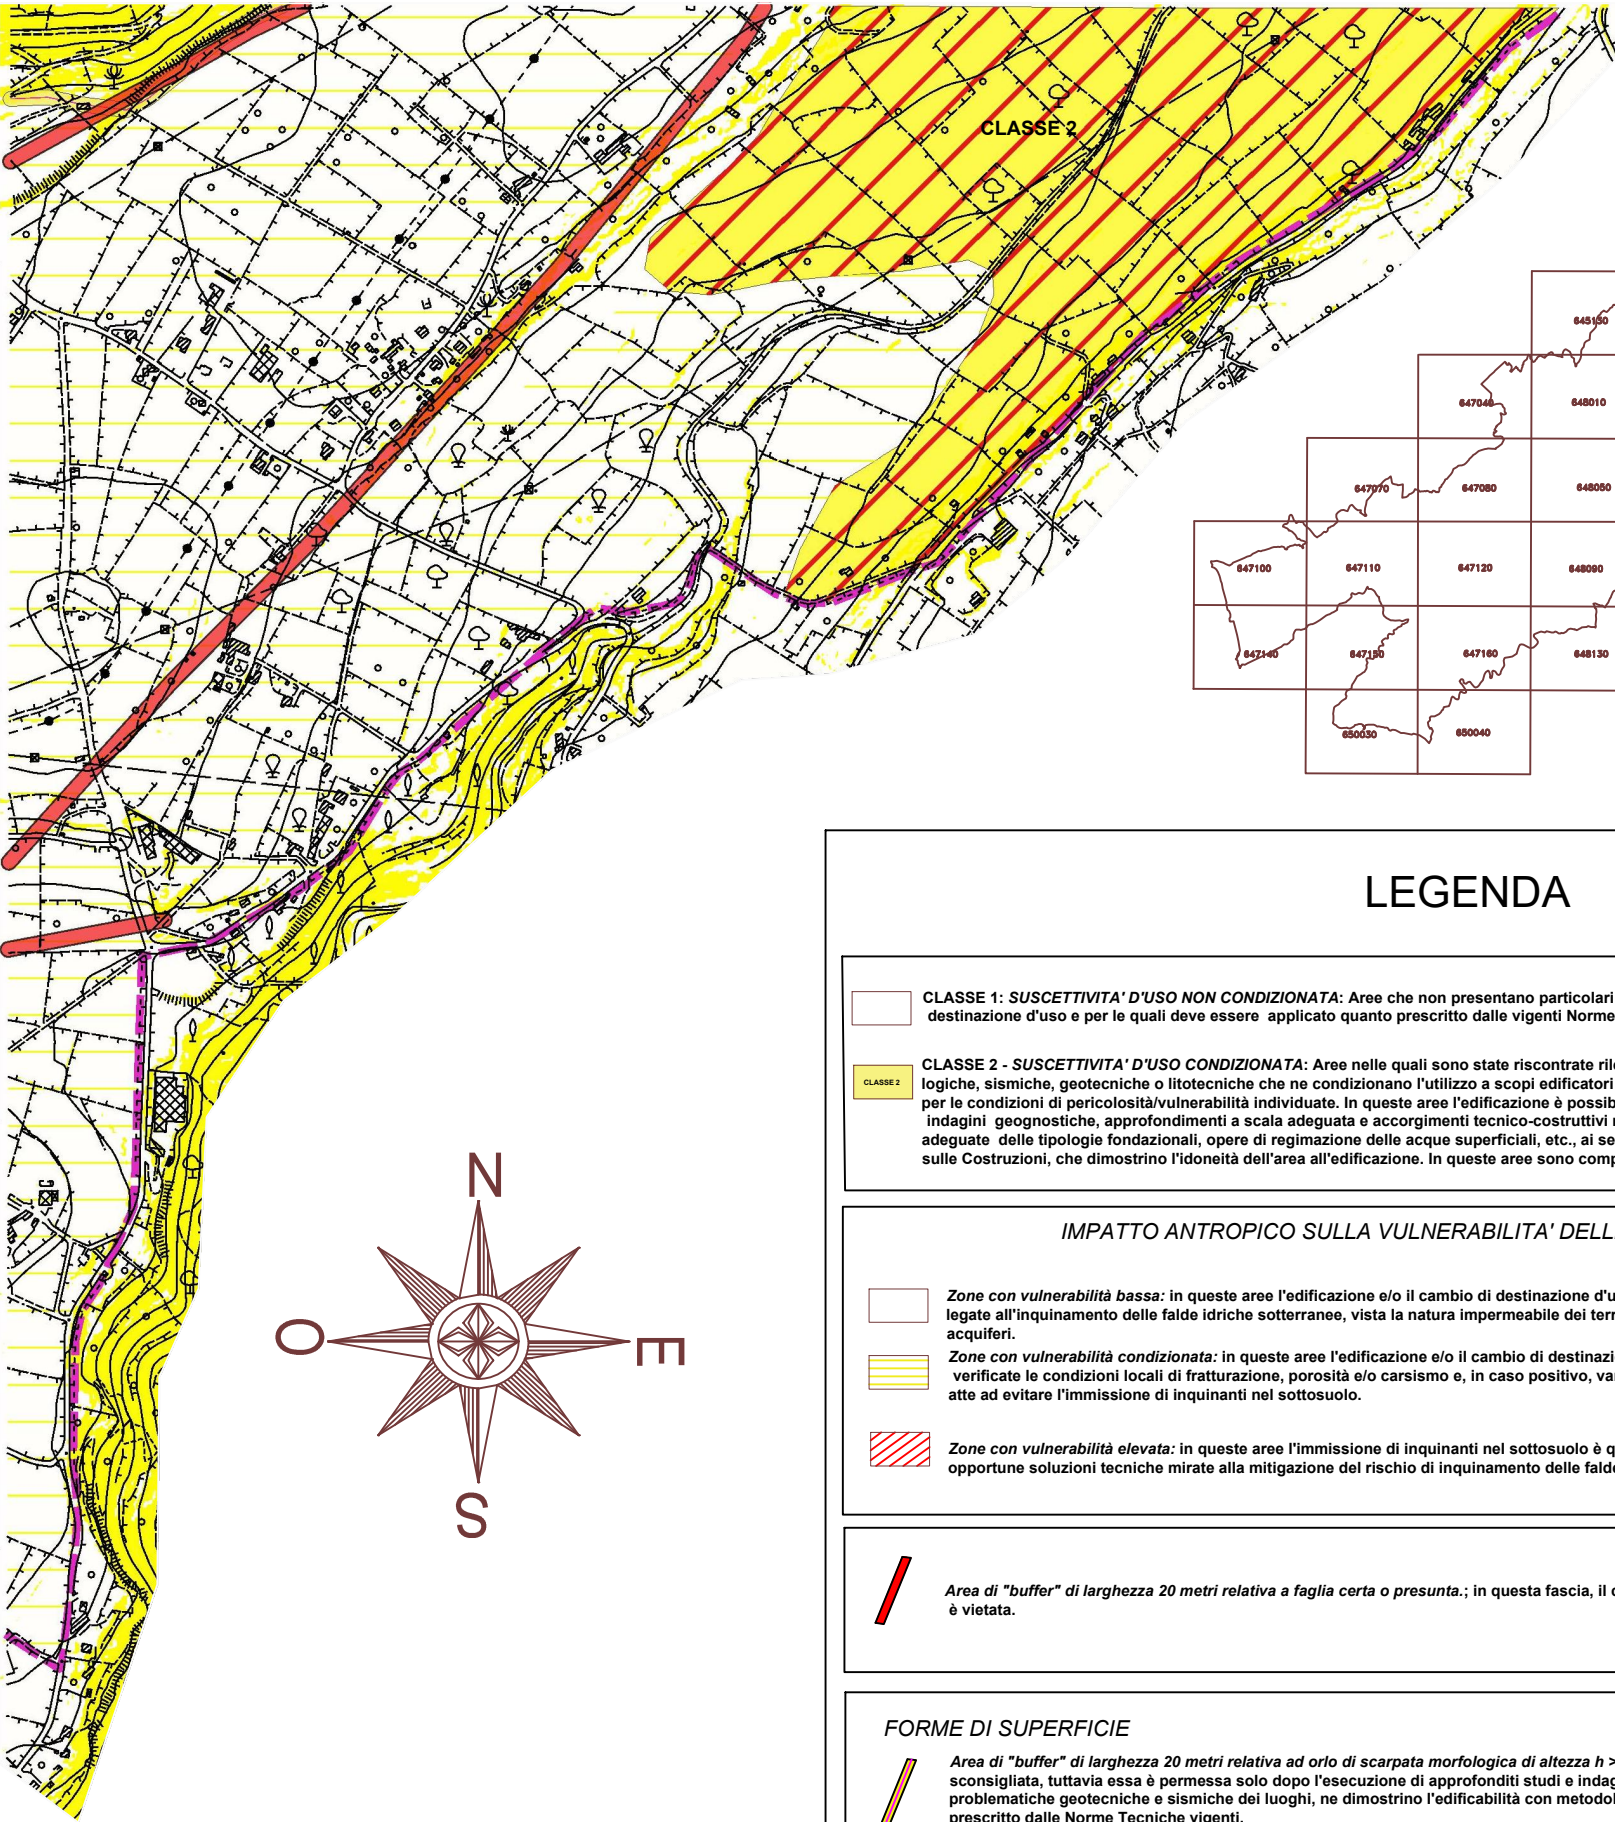 CLASSE 2
645130
647040
648010
647070
647080
648050
647100
647110
647120
648090
647140
647150
647160
648130
650030
650040
LEGENDA
CLASSE 1: SUSCETTIVITA' D'USO NON CONDIZIONATA: Aree che non presentano particolari
destinazione d'uso e per le quali deve essere applicato quanto prescritto dalle vigenti Norme
CLASSE 2
CLASSE 2 - SUSCETTIVITA' D'USO CONDIZIONATA: Aree nelle quali sono state riscontrate
logiche, sismiche, geotecniche o litotecniche che ne condizionano l'utilizzo a scopi edificatori
per le condizioni di pericolosità/vulnerabilità individuate. In queste aree l'edificazione è
indagini geognostiche, approfondimenti a scala adeguata e accorgimenti tecnico-costruttivi
adeguate delle tipologie fondazionali, opere di regimazione delle acque superficiali, etc., ai
sulle Costruzioni, che dimostrino l'idoneità dell'area all'edificazione. In queste aree sono
IMPATTO ANTROPICO SULLA VULNERABILITA' DELL
Zone con vulnerabilità bassa: in queste aree l'edificazione e/o il cambio di destinazione
legate all'inquinamento delle falde idriche sotterranee, vista la natura impermeabile dei
acquiferi.
Zone con vulnerabilità condizionata: in queste aree l'edificazione e/o il cambio di
verificate le condizioni locali di fratturazione, porosità e/o carsismo e, in caso positivo,
atte ad evitare l'immissione di inquinanti nel sottosuolo.
Zone con vulnerabilità elevata: in queste aree l'immissione di inquinanti nel sottosuolo è
opportune soluzioni tecniche mirate alla mitigazione del rischio di inquinamento delle
N
O
E
S
Area di "buffer" di larghezza 20 metri relativa a faglia certa o presunta.; in questa fascia, il
è vietata.
FORME DI SUPERFICIE
Area di "buffer" di larghezza 20 metri relativa ad orlo di scarpata morfologica di altezza h >
sconsigliata, tuttavia essa è permessa solo dopo l'esecuzione di approfonditi studi e
problematiche geotecniche e sismiche dei luoghi, ne dimostrino l'edificabilità con
prescritto dalle Norme Tecniche vigenti.